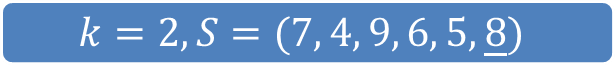 k = 2, S = (7, 4, 9, 6, 5, 8)